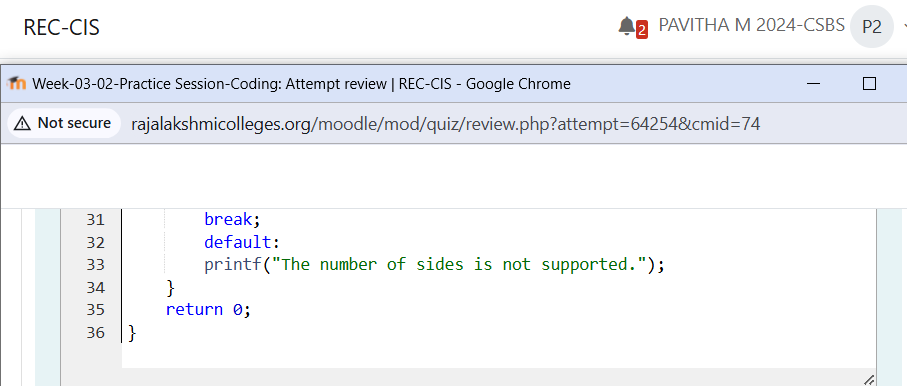 REC-CIS
2
PAVITHA M 2024-CSBS
P2
Week-03-02-Practice Session-Coding: Attempt review | REC-CIS - Google Chrome
Not secure
rajalakshmicolleges.org/moodle/mod/quiz/review.php?attempt=64254&cmid=74
31 break;
32 default:
33 printf("The number of sides is not supported.");
34 }
35 return 0;
36 }